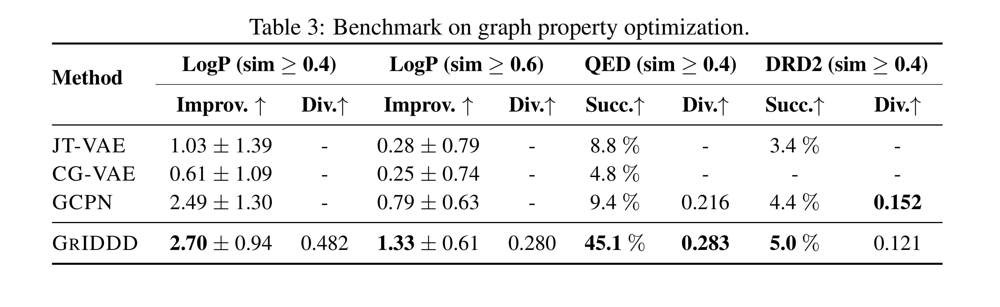 Table 3: Benchmark on graph property optimization.
Method LogP (sim ≥ 0.4) LogP (sim ≥ 0.6) QED (sim ≥ 0.4) DRD2 (sim ≥ 0.4)
Improv. ↑ Div.↑ Improv. ↑ Div.↑ Succ.↑ Div.↑ Succ.↑ Div.↑
JT-VAE 1.03 ± 1.39 - 0.28 ± 0.79 - 8.8 % - 3.4 % -
CG-VAE 0.61 ± 1.09 - 0.25 ± 0.74 - 4.8 % - - -
GCPN 2.49 ± 1.30 - 0.79 ± 0.63 - 9.4 % 0.216 4.4 % 0.152
GRIDDD 2.70 ± 0.94 0.482 1.33 ± 0.61 0.280 45.1 % 0.283 5.0 % 0.121